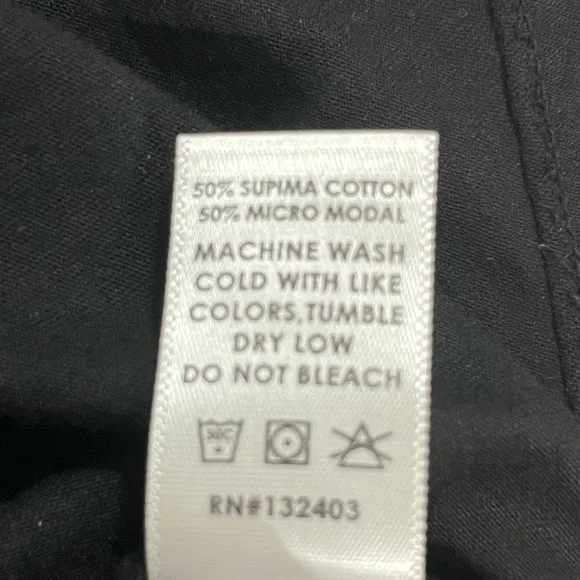 50% SUPIMA COTTON
50% MICRO MODAL
MACHINE WASH
COLD WITH LIKE
COLORS,TUMBLE
DRY LOW
DO NOT BLEACH
RN#132403